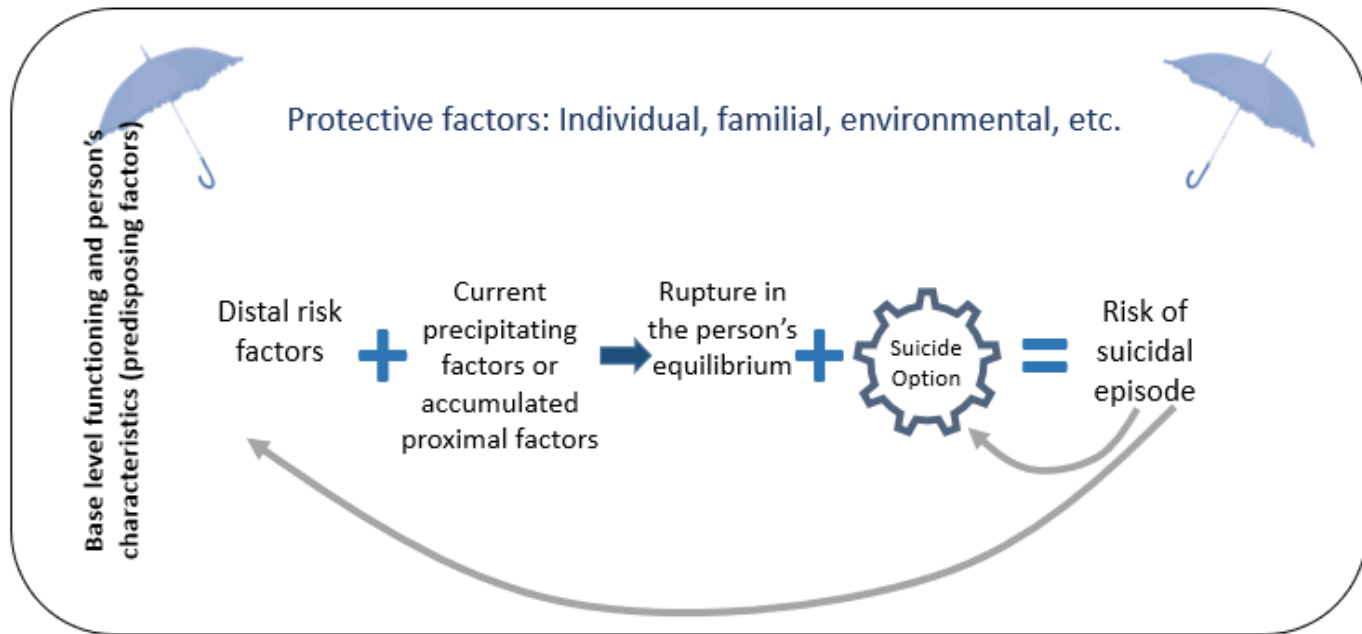 Protective factors: Individual, familial, environmental, etc.
Base level functioning and person's
characteristics (predisposing factors)
Distal risk
factors
+
Current
precipitating
factors or
accumulated
proximal factors
Rupture in
the person's
equilibrium
+
Suicide
Option
=
Risk of
suicidal
episode